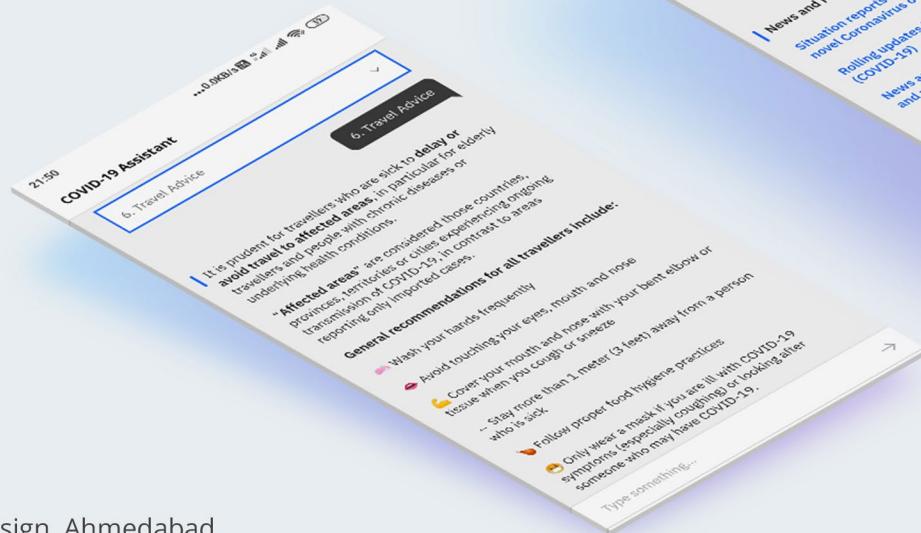 21:50
...0.0KB/s
COVID-19 Assistant
6. Travel Advice
6. Travel Advice
It is prudent for travellers who are sick to delay or
avoid travel to affected areas, in particular for elderly
travellers and people with chronic diseases or
underlying health conditions.
"Affected areas" are considered those countries,
provinces, territories or cities experiencing ongoing
transmission of COVID-19, in contrast to areas
reporting only imported cases.
General recommendations for all travellers include:
Wash your hands frequently
Avoid touching your eyes, mouth and nose
Cover your mouth and nose with your bent elbow or
tissue when you cough or sneeze
Stay more than 1 meter (3 feet) away from a person
who is sick
Follow proper food hygiene practices
Only wear a mask if you are ill with COVID-19
symptoms (especially coughing) or looking after
someone who may have COVID-19.
Type something...
News and
Situation reports
novel Coronavirus
Rolling updates
(COVID-19)
News
and
sign, Ahmedabad